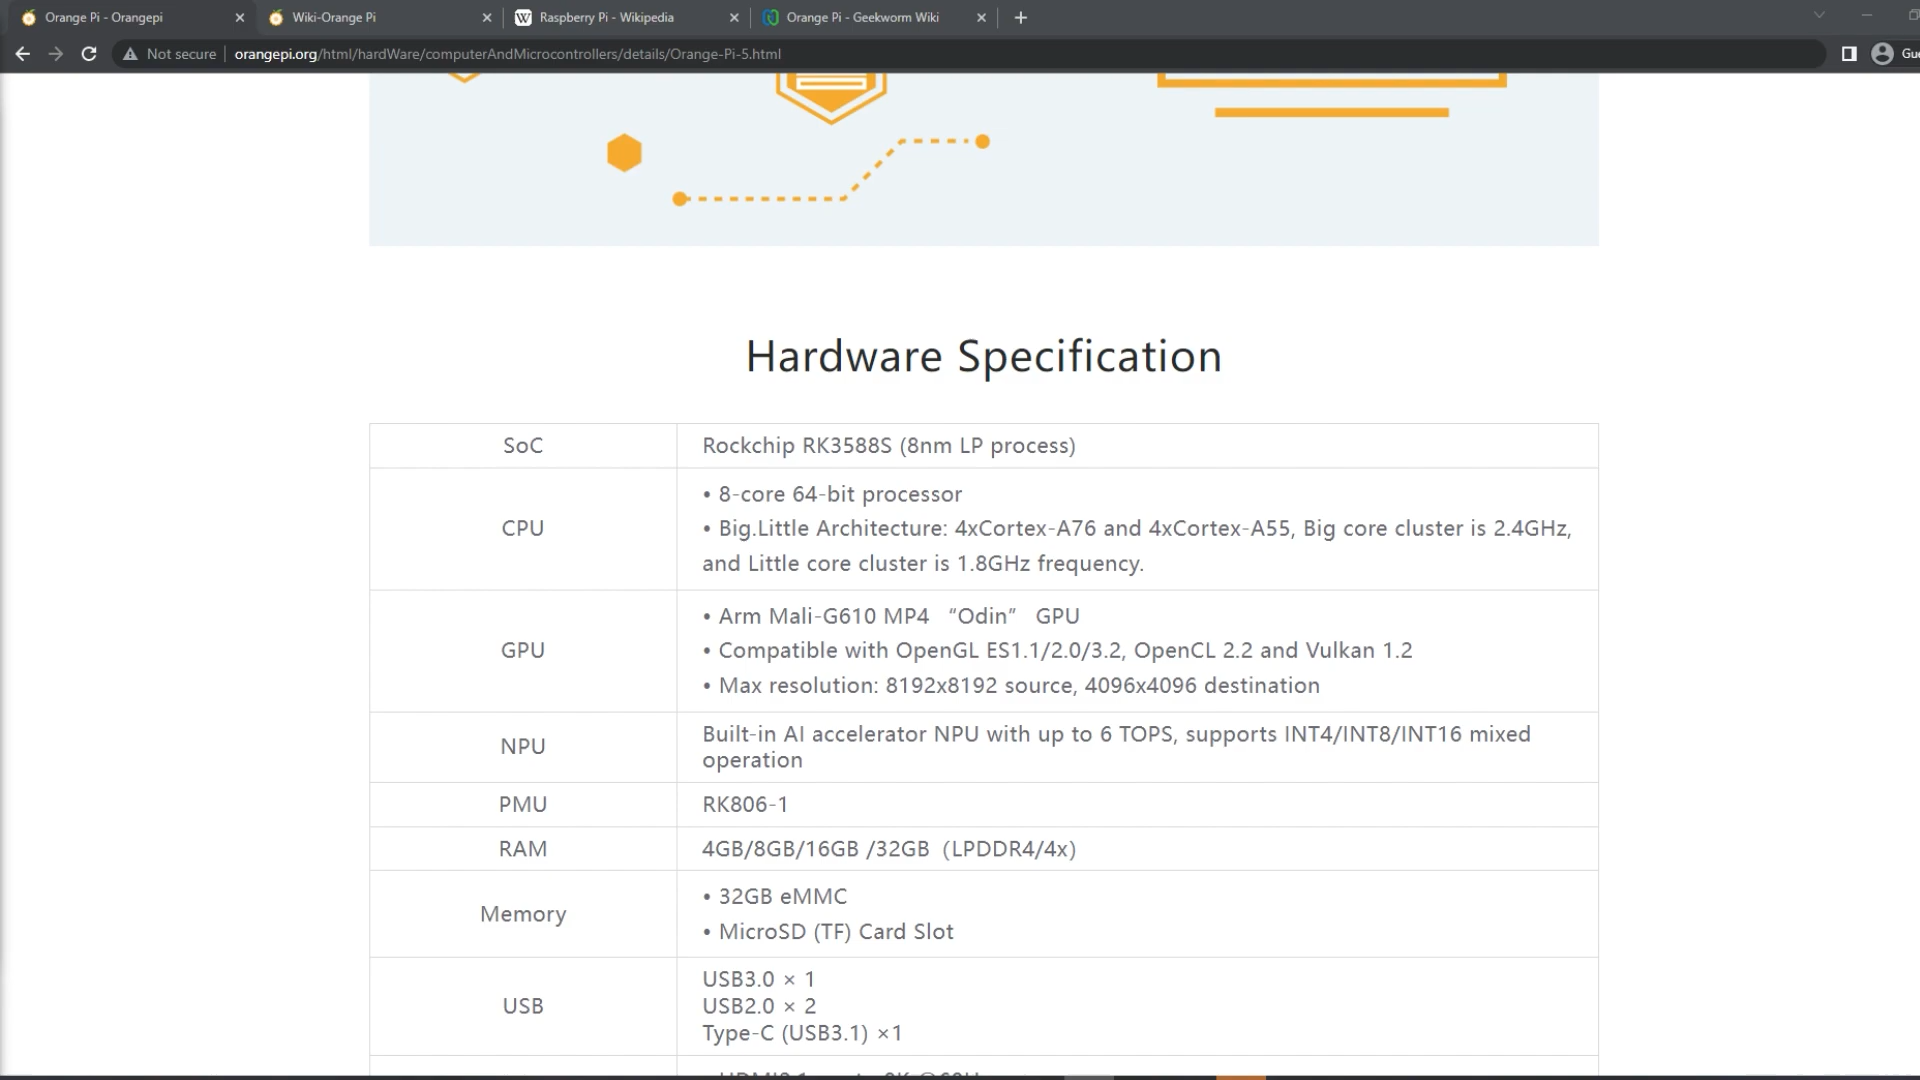 Orange Pi - Orangepi
Wiki-Orange Pi
Raspberry Pi - Wikipedia
Orange Pi - Geekworm Wiki
Not secure
orangepi.org/html/hardWare/computerAndMicrocontrollers/details/Orange-Pi-5.html
Hardware Specification
SoC
Rockchip RK3588S (8nm LP process)
CPU
• 8-core 64-bit processor
• Big.Little Architecture: 4xCortex-A76 and 4xCortex-A55, Big core cluster is 2.4GHz,
and Little core cluster is 1.8GHz frequency.
GPU
• Arm Mali-G610 MP4 “Odin” GPU
• Compatible with OpenGL ES1.1/2.0/3.2, OpenCL 2.2 and Vulkan 1.2
• Max resolution: 8192x8192 source, 4096x4096 destination
NPU
Built-in AI accelerator NPU with up to 6 TOPS, supports INT4/INT8/INT16 mixed
operation
PMU
RK806-1
RAM
4GB/8GB/16GB /32GB（LPDDR4/4x）
Memory
• 32GB eMMC
• MicroSD (TF) Card Slot
USB
USB3.0 × 1
USB2.0 × 2
Type-C (USB3.1) ×1